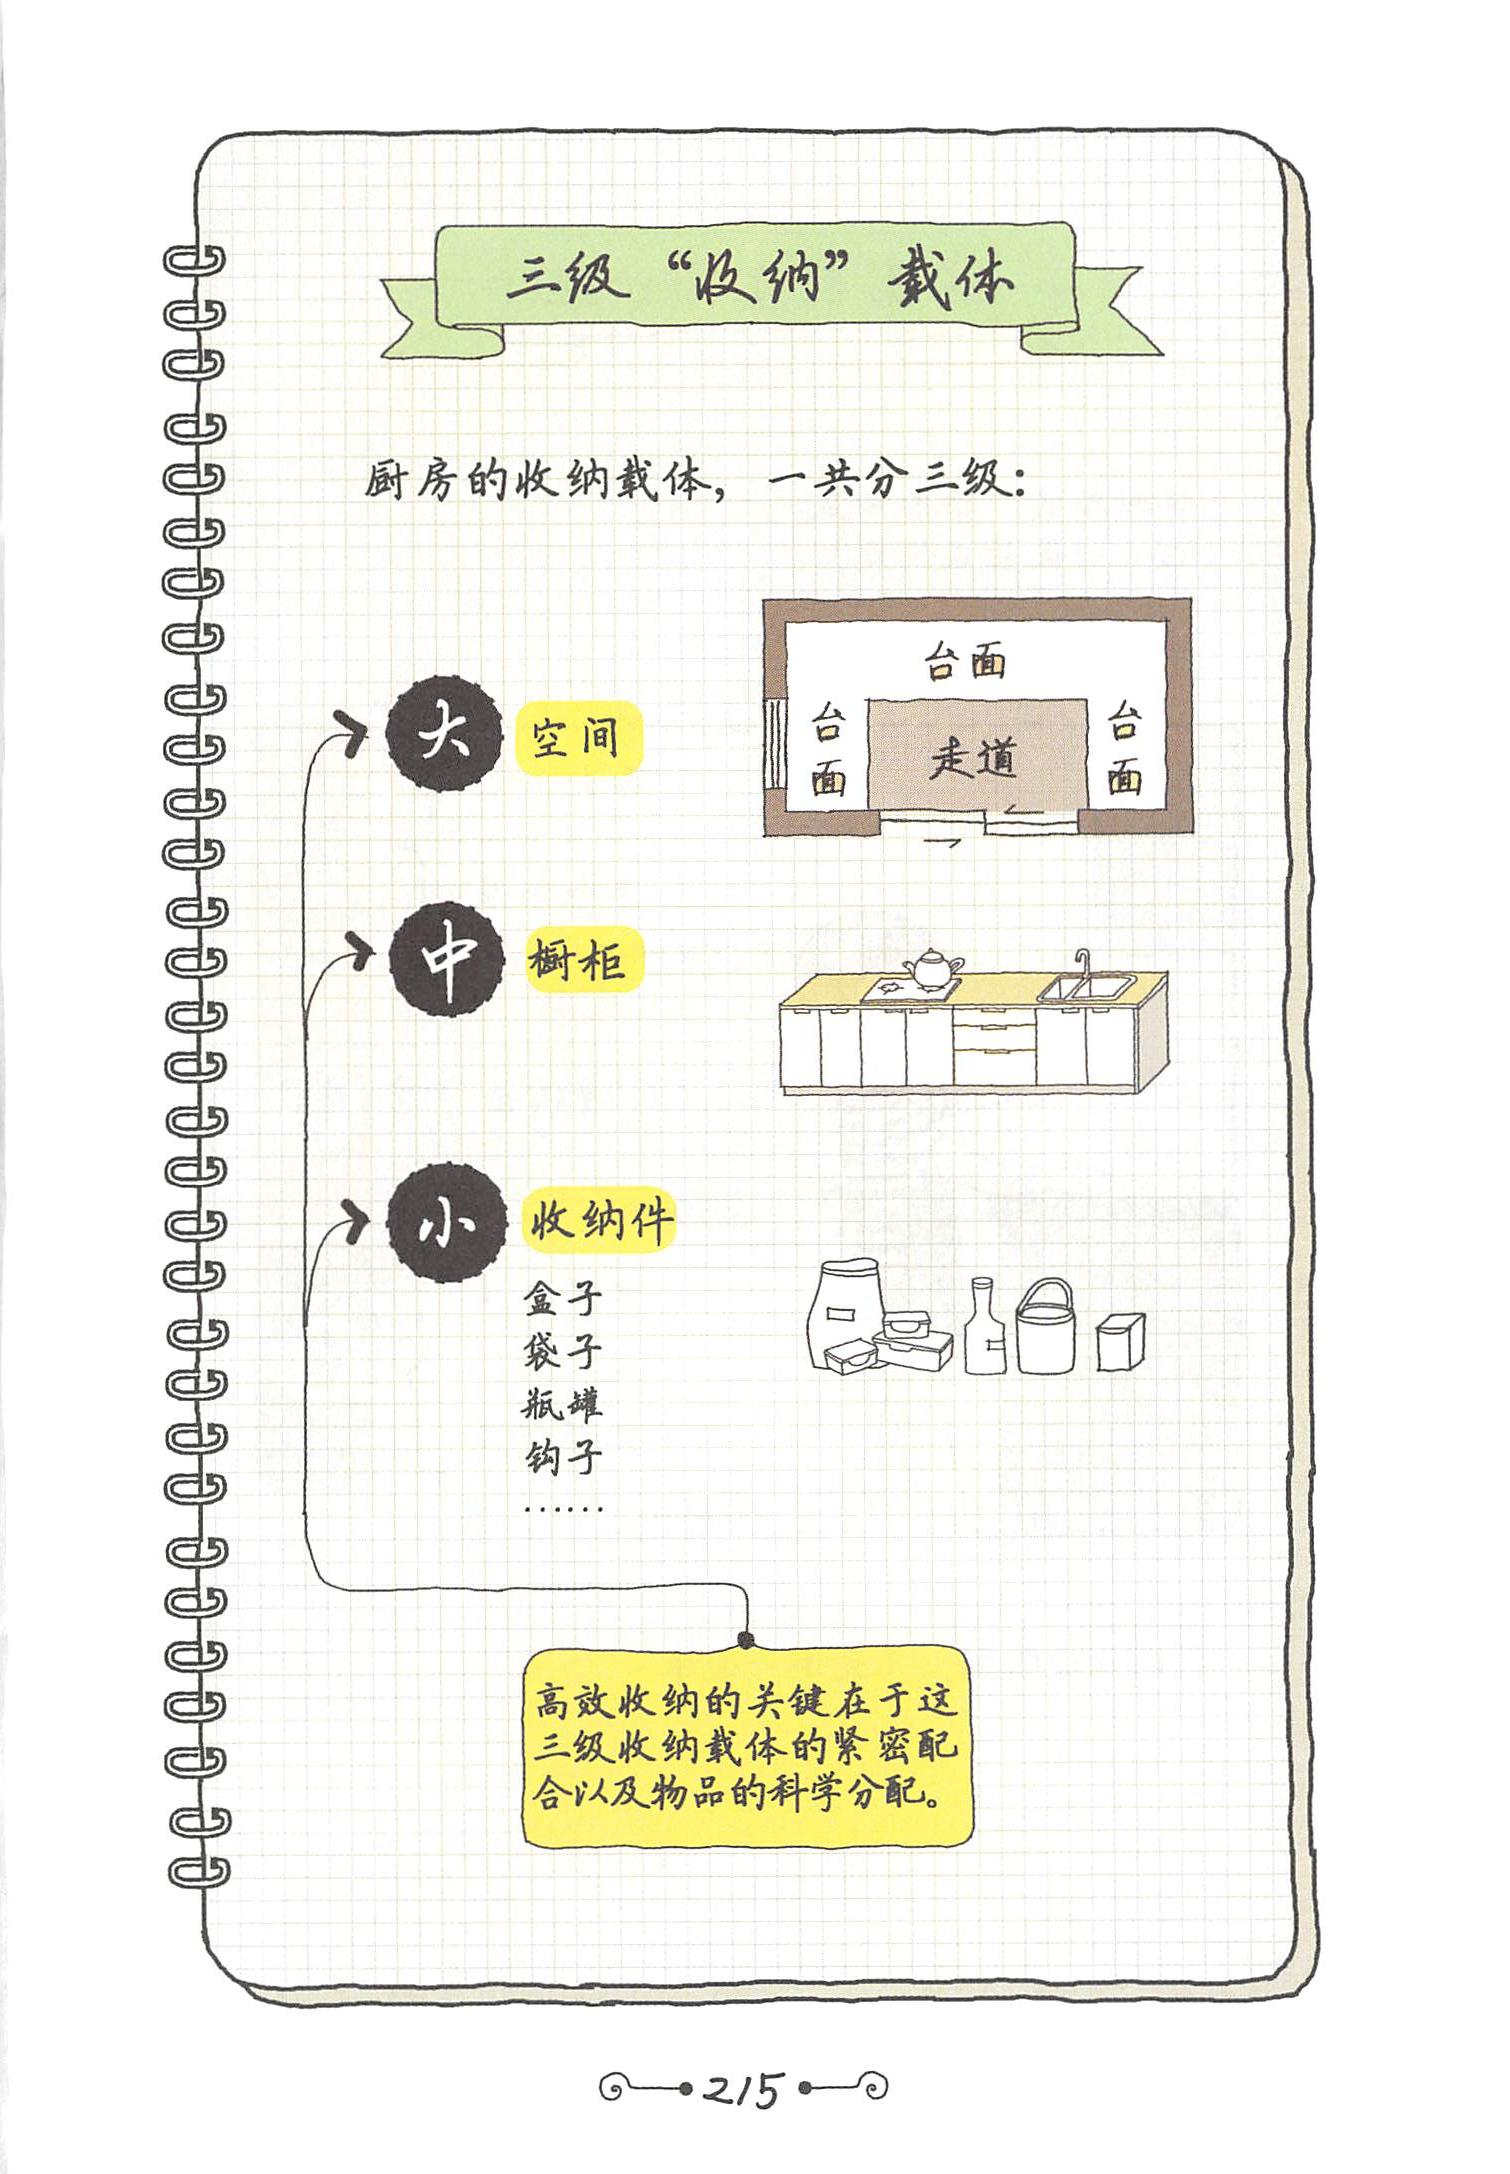 三级“收纳”载体
厨房的收纳载体，一共分三级：
大 空间
台面
台面
走道
台面
中 橱柜
小 收纳件
盒子
袋子
瓶罐
钩子
……
高效收纳的关键在于这
三级收纳载体的紧密配
合以及物品的科学分配。
215